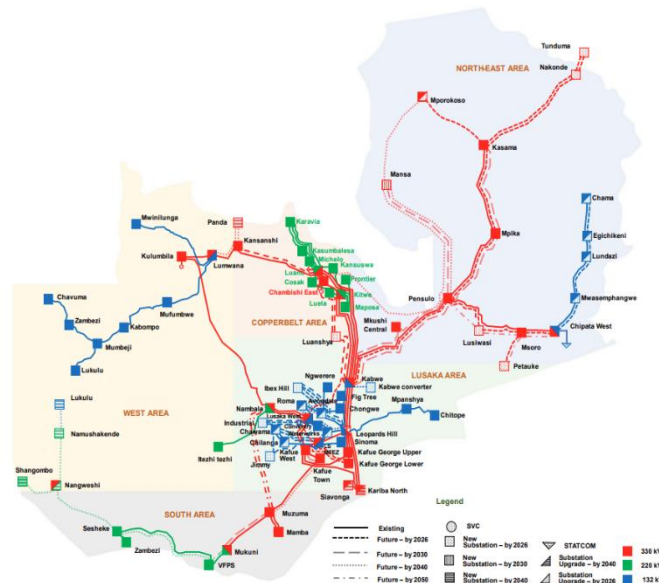 Tunduma
Nakonde
NORTH-EAST AREA
Mporokoso
Kasama
Mansa
Chama
Karavia
Mwinilunga
Panda
Egichikeni
Kansanshi
Kasumbalesa
Michelo
Kansuswe
Mpika
Lundazi
Kulumbila
Lumwana
Luano
Frontier
Cosak
Chambishi East
Kitwe
Pensulo
Mwasemphangwe
Chavuma
Mufumbwe
Luela
Maposa
Zambezi
Kabompo
COPPERBELT AREA
Mkushi
Central
Chipata West
Luanshya
Lusiwasi
Msoro
Mumbeji
Petauke
Lukulu
Ngwerere
Kabwe
LUSAKA AREA
Ibex Hill
Kabwe converter
Fig Tree
Roma
Mpanshya
Lukulu
Nambala
Chongwe
WEST AREA
Industrial
Lusaka West
Chitope
Chawama
Leopards Hill
Namushakende
Chilanga
Sinoma
Itezhi tezhi
Kafue
West
Kafue George Upper
Jimmy
Kafue
Town
Kafue George Lower
Shangombo
Nangweshi
Siavonga
Kariba North
Muzuma
Legend
SOUTH AREA
Sesheke
Mamba
Existing
SVC
STATCOM
Future – by 2026
New
Substation – by 2026
Substation
Upgrade – by 2040
330 kV
Zambezi
Mukuni
Future – by 2030
New
Substation – by 2030
220 kV
VFPS
Future – by 2040
New
Substation – by 2040
Substation
Upgrade – by 2026
132 k
Future – by 2050